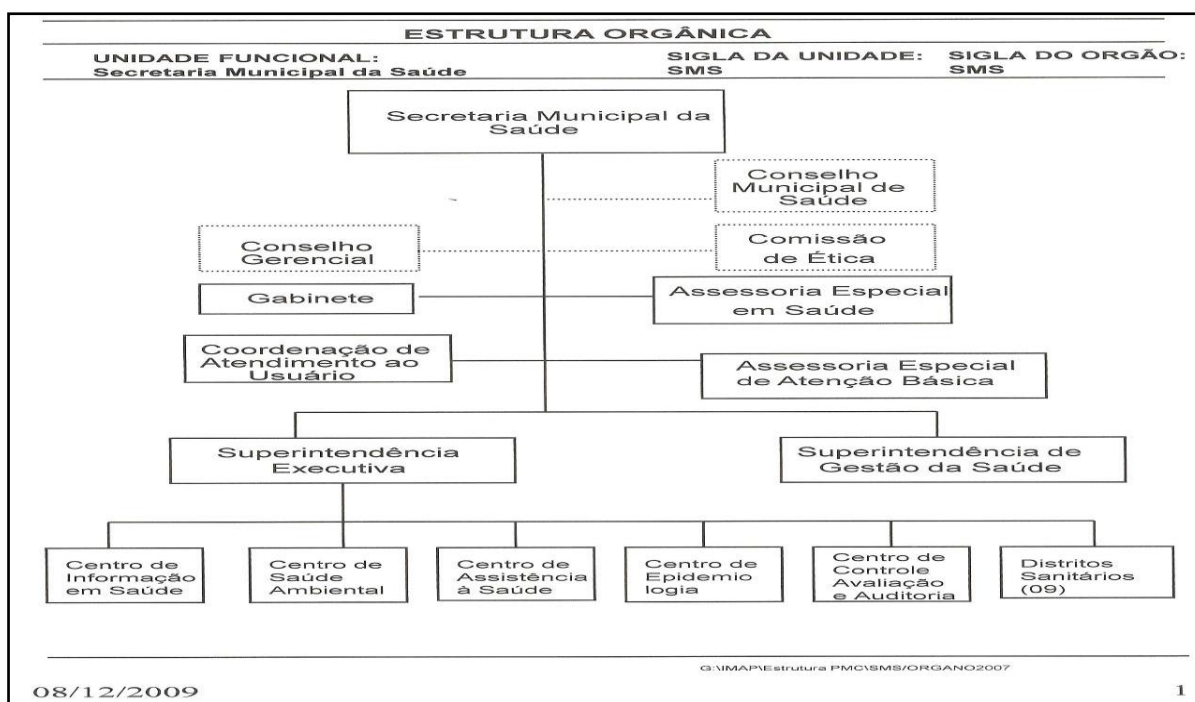 ESTRUTURA ORGÂNICA
UNIDADE FUNCIONAL:
Secretaria Municipal da Saúde
SIGLA DA UNIDADE:
SMS
SIGLA DO ORGÃO:
SMS
Secretaria Municipal da
Saúde
Conselho
Municipal de
Saúde
Conselho
Gerencial
Comissão
de Ética
Gabinete
Assessoria Especial
em Saúde
Coordenação de
Atendimento ao
Usuário
Assessoria Especial
de Atenção Básica
Superintendência
Executiva
Superintendência de
Gestão da Saúde
Centro de
Informação
em Saúde
Centro de
Saúde
Ambiental
Centro de
Assistência
à Saúde
Centro de
Epidemio
logia
Centro de
Controle
Avaliação
e Auditoria
Distritos
Sanitários
(09)
G:\IMAP\Estrutura PMC\SMS/ORGANO2007
08/12/2009
1